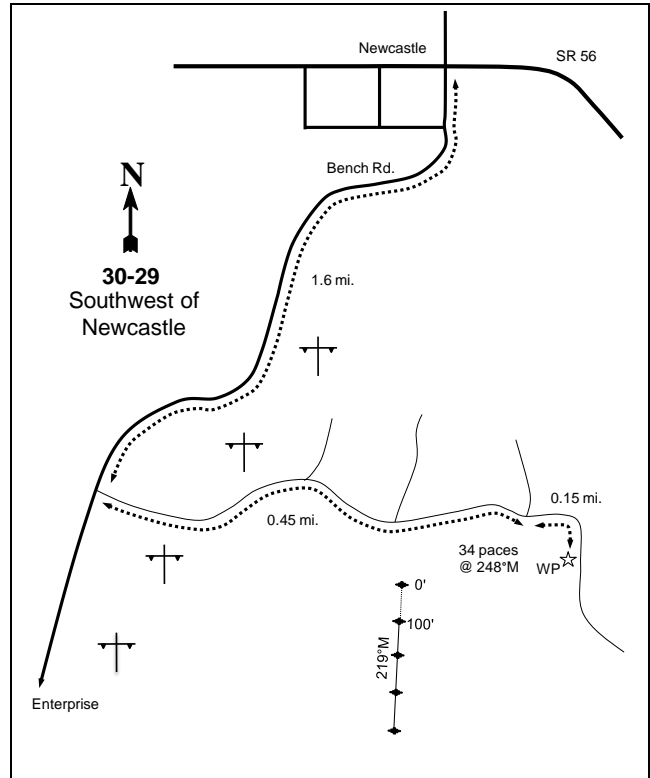 Newcastle
SR 56
Bench Rd.
N
30-29
Southwest of
Newcastle
1.6 mi.
0.45 mi.
0.15 mi.
34 paces
@ 248°M
WP
0'
100'
219°M
Enterprise